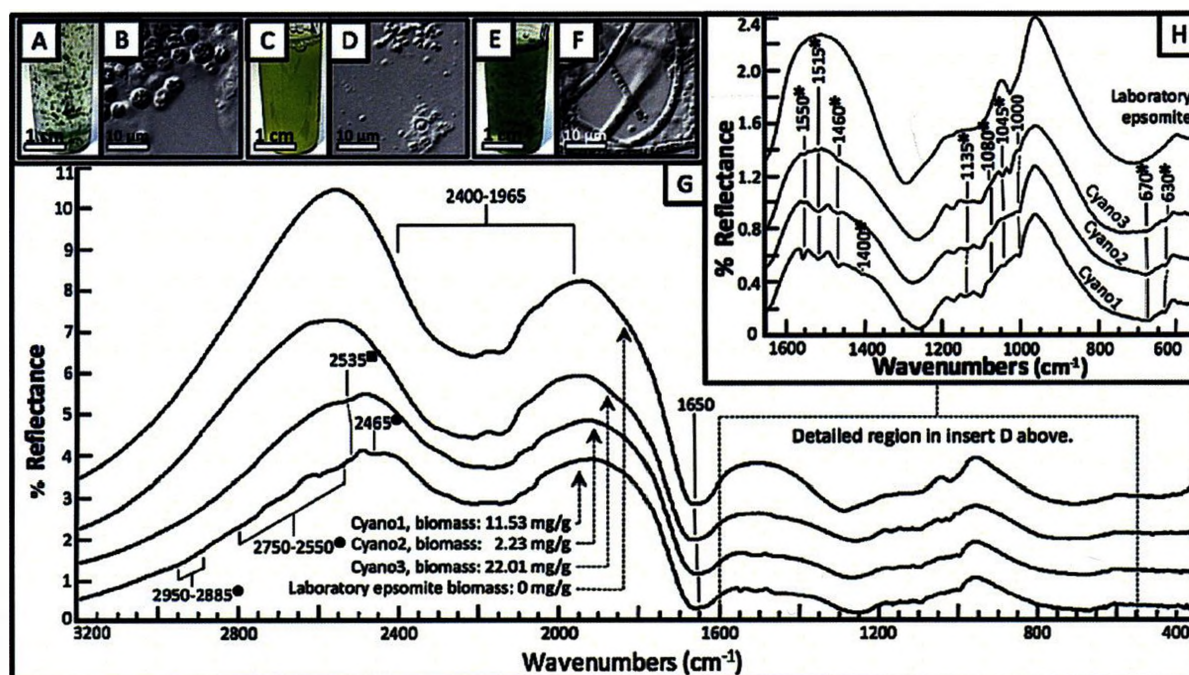 A
B
C
D
E
F
1 cm
10 µm
1 cm
10 µm
1 cm
10 µm
G
11
10
9
8
7
6
5
4
3
2
1
0
% Reflectance
2400-1965
2535■
2465●
1650
2750-2550●
2950-2885●
Cyano1, biomass: 11.53 mg/g
Cyano2, biomass: 2.23 mg/g
Cyano3, biomass: 22.01 mg/g
Laboratory epsomite biomass: 0 mg/g
Detailed region in insert D above.
3200 2800 2400 2000 1600 1200 800 400
Wavenumbers (cm⁻¹)
H
2.4
2.0
1.6
1.2
0.8
0.4
0
% Reflectance
1550*
1515*
1460*
1400*
1135*
1080*
1045*
1000
670*
630*
Laboratory
epsomite
Cyano3
Cyano2
Cyano1
1600 1400 1200 1000 800 600
Wavenumbers (cm⁻¹)